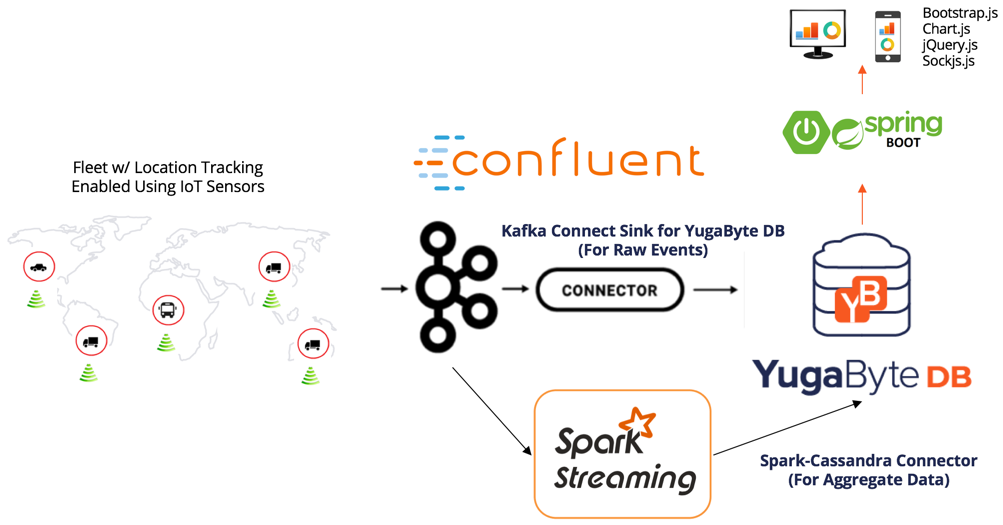 Bootstrap.js
Chart.js
jQuery.js
Sockjs.js
spring
BOOT
confluent
Fleet w/ Location Tracking
Enabled Using IoT Sensors
Kafka Connect Sink for YugaByte DB
(For Raw Events)
CONNECTOR
YB
YugaByte DB
Spark
Streaming
Spark-Cassandra Connector
(For Aggregate Data)